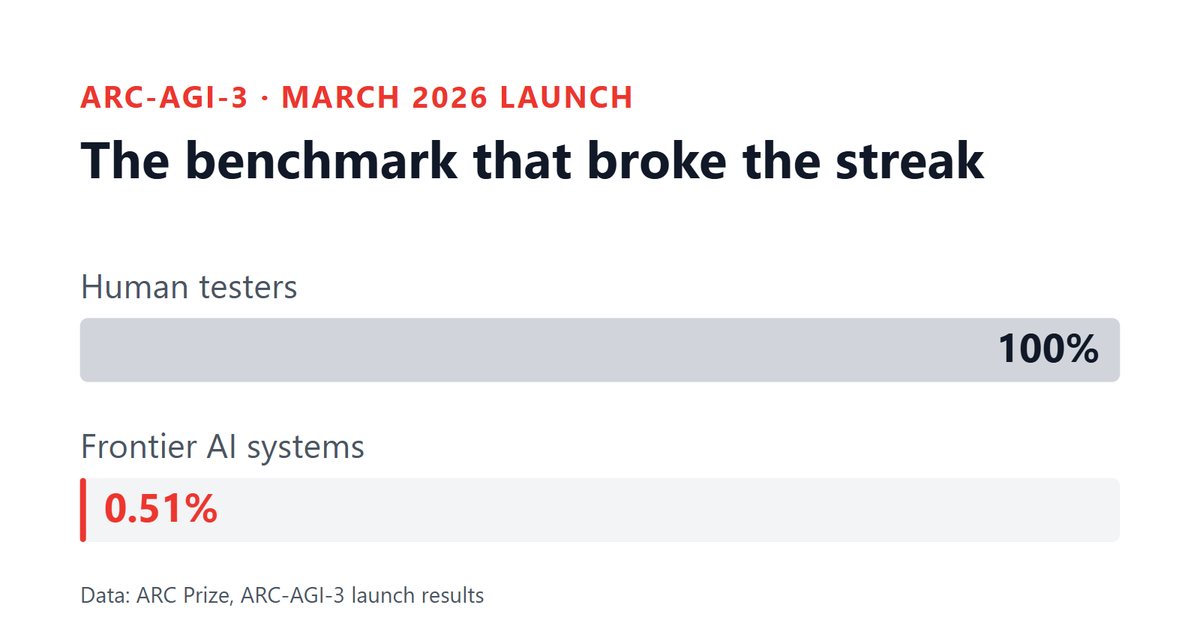 ARC-AGI-3 · MARCH 2026 LAUNCH
The benchmark that broke the streak
Human testers
100%
Frontier AI systems
0.51%
Data: ARC Prize, ARC-AGI-3 launch results